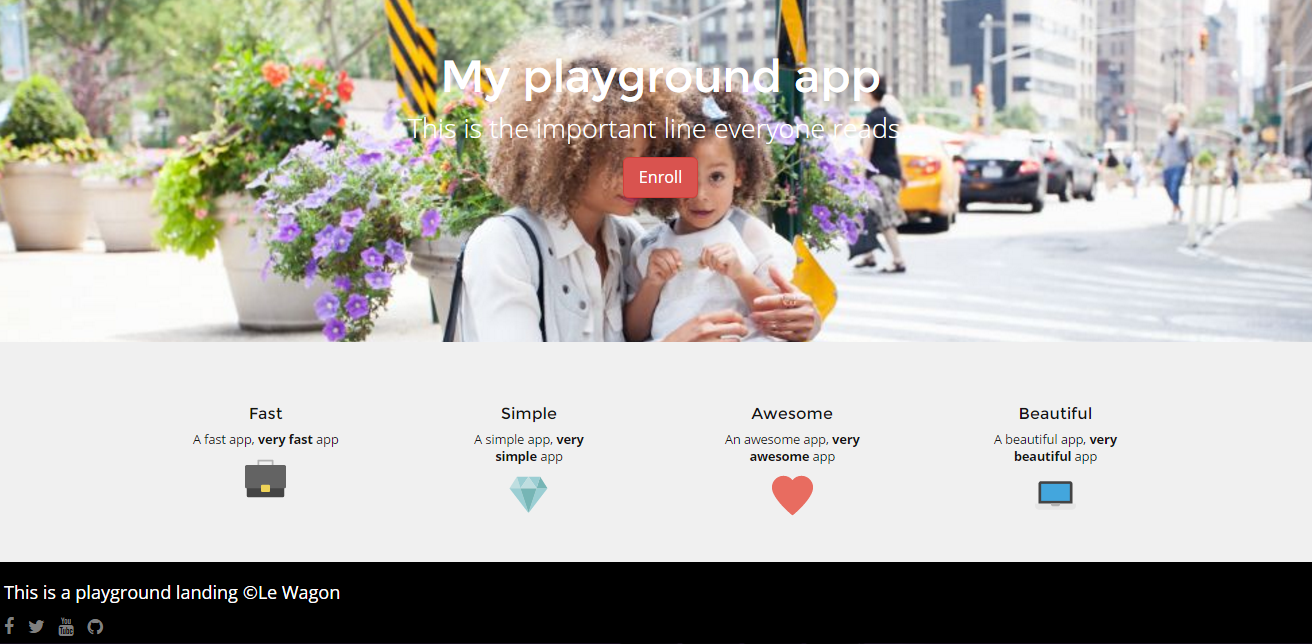 My playground app
This is the important line everyone reads
Enroll
Fast
Simple
Awesome
Beautiful
A fast app, very fast app
A simple app, very
simple app
An awesome app, very
awesome app
A beautiful app, very
beautiful app
This is a playground landing ©Le Wagon
You
Tube